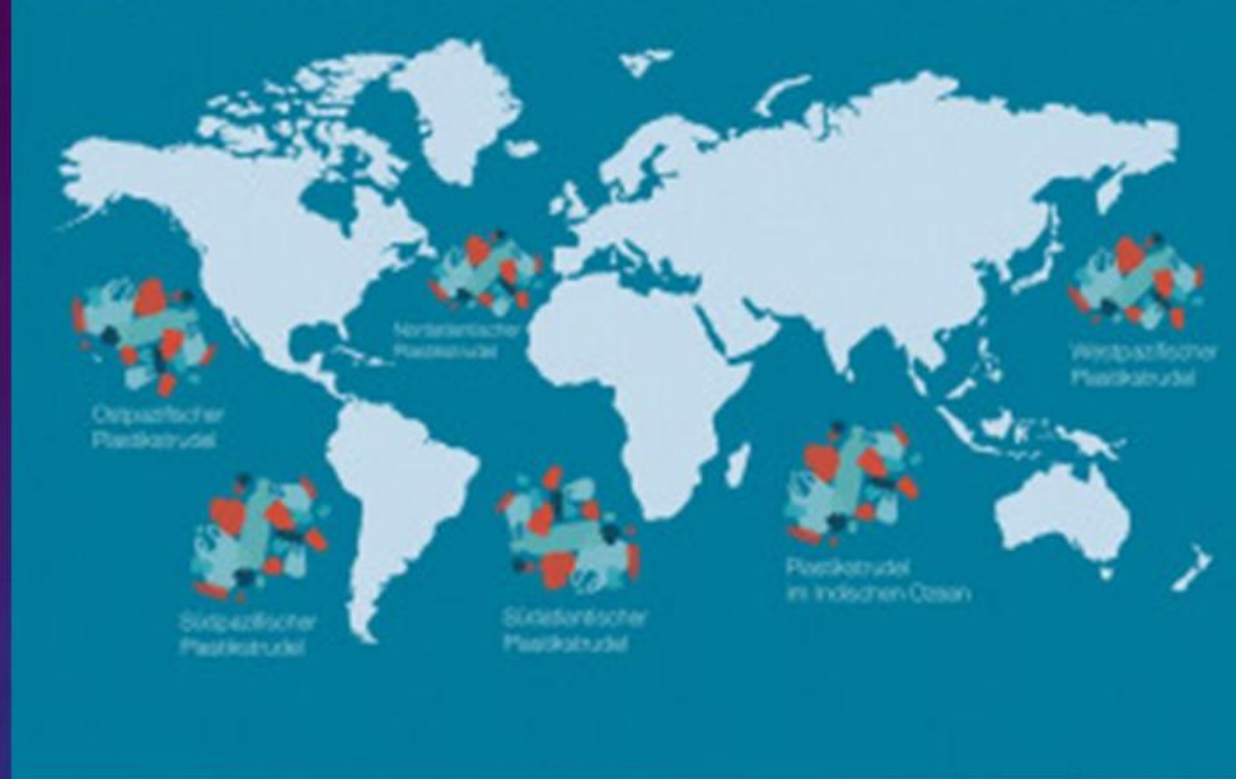 Nordatlantischer
Plastikstrudel
Westpazifischer
Plastikstrudel
Ostpazifischer
Plastikstrudel
Plastikstrudel
im Indischen Ozean
Südpazifischer
Plastikstrudel
Südatlantischer
Plastikstrudel